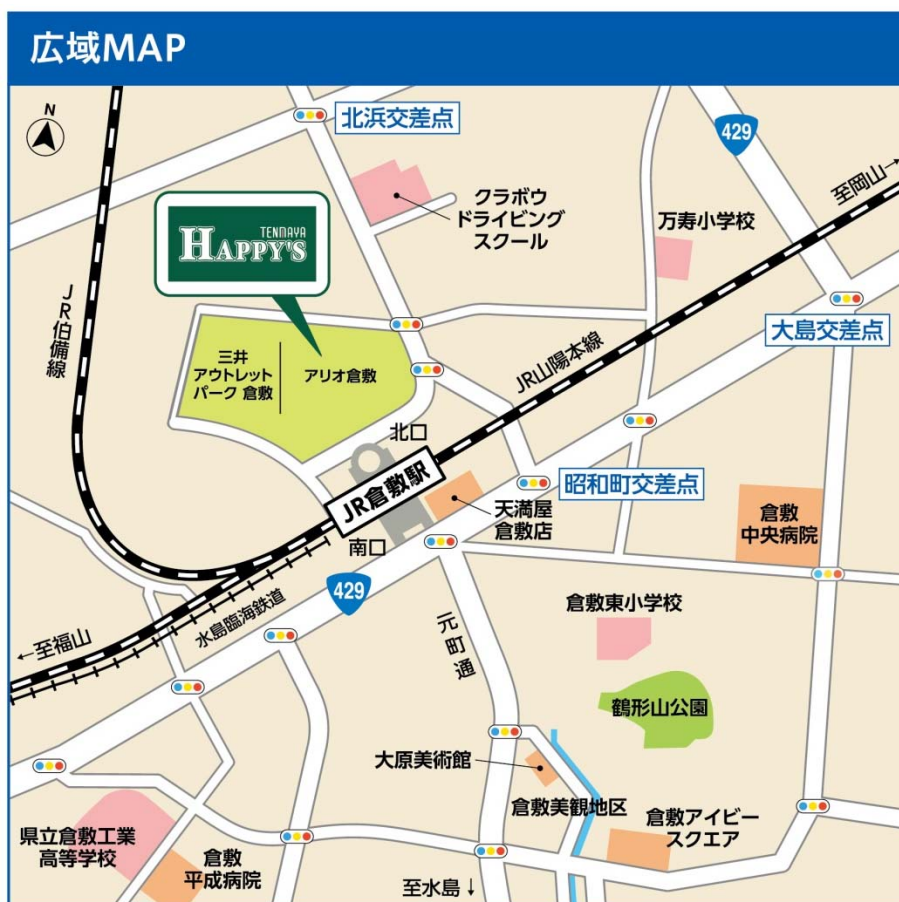 広域MAP
N
北浜交差点
429
至岡山→
クラボウ
ドライビング
スクール
万寿小学校
TENMAYA
HAPPY'S
JR伯備線
大島交差点
三井
アウトレット
パーク 倉敷
アリオ倉敷
JR山陽本線
北口
JR倉敷駅
昭和町交差点
天満屋
倉敷店
倉敷
中央病院
南口
429
水島臨海鉄道
倉敷東小学校
元町通
←至福山
鶴形山公園
大原美術館
倉敷美観地区
倉敷アイビー
スクエア
県立倉敷工業
高等学校
倉敷
平成病院
至水島↓